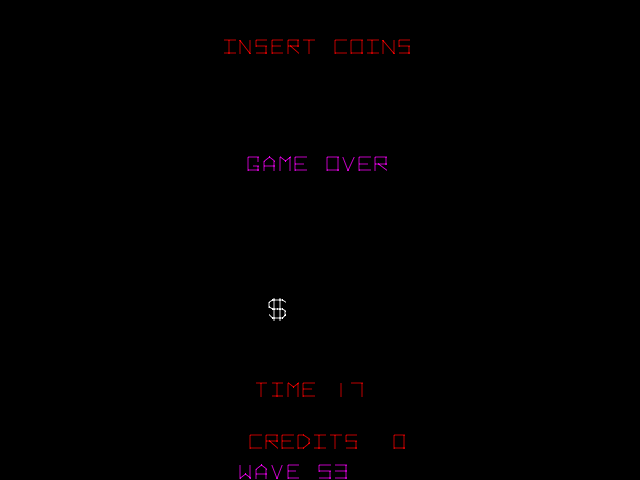 INSERT COINS
GAME OVER
$
TIME 17
CREDITS 0
WAVE 53